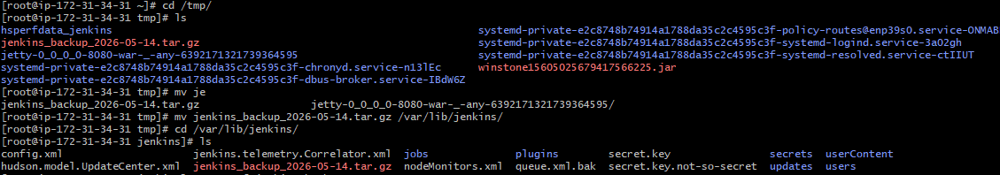 [root@ip-172-31-34-31 ~]# cd /tmp/
[root@ip-172-31-34-31 tmp]# ls
hsperfdata_jenkins systemd-private-e2c8748b74914a1788da35c2c4595c3f-policy-routes@enp39s0.service-ONMAB
jenkins_backup_2026-05-14.tar.gz systemd-private-e2c8748b74914a1788da35c2c4595c3f-systemd-logind.service-3aO2gh
jetty-0_0_0_0-8080-war-_-any-6392171321739364595 systemd-private-e2c8748b74914a1788da35c2c4595c3f-systemd-resolved.service-ctIIUT
systemd-private-e2c8748b74914a1788da35c2c4595c3f-chronyd.service-n13lEc winstone15605025679417566225.jar
systemd-private-e2c8748b74914a1788da35c2c4595c3f-dbus-broker.service-IBdW6Z
[root@ip-172-31-34-31 tmp]# mv je
jenkins_backup_2026-05-14.tar.gz jetty-0_0_0_0-8080-war-_-any-6392171321739364595/
[root@ip-172-31-34-31 tmp]# mv jenkins_backup_2026-05-14.tar.gz /var/lib/jenkins/
[root@ip-172-31-34-31 tmp]# cd /var/lib/jenkins/
[root@ip-172-31-34-31 jenkins]# ls
config.xml jenkins.telemetry.Correlator.xml jobs plugins secret.key secrets userContent
hudson.model.UpdateCenter.xml jenkins_backup_2026-05-14.tar.gz nodeMonitors.xml queue.xml.bak secret.key.not-so-secret updates users